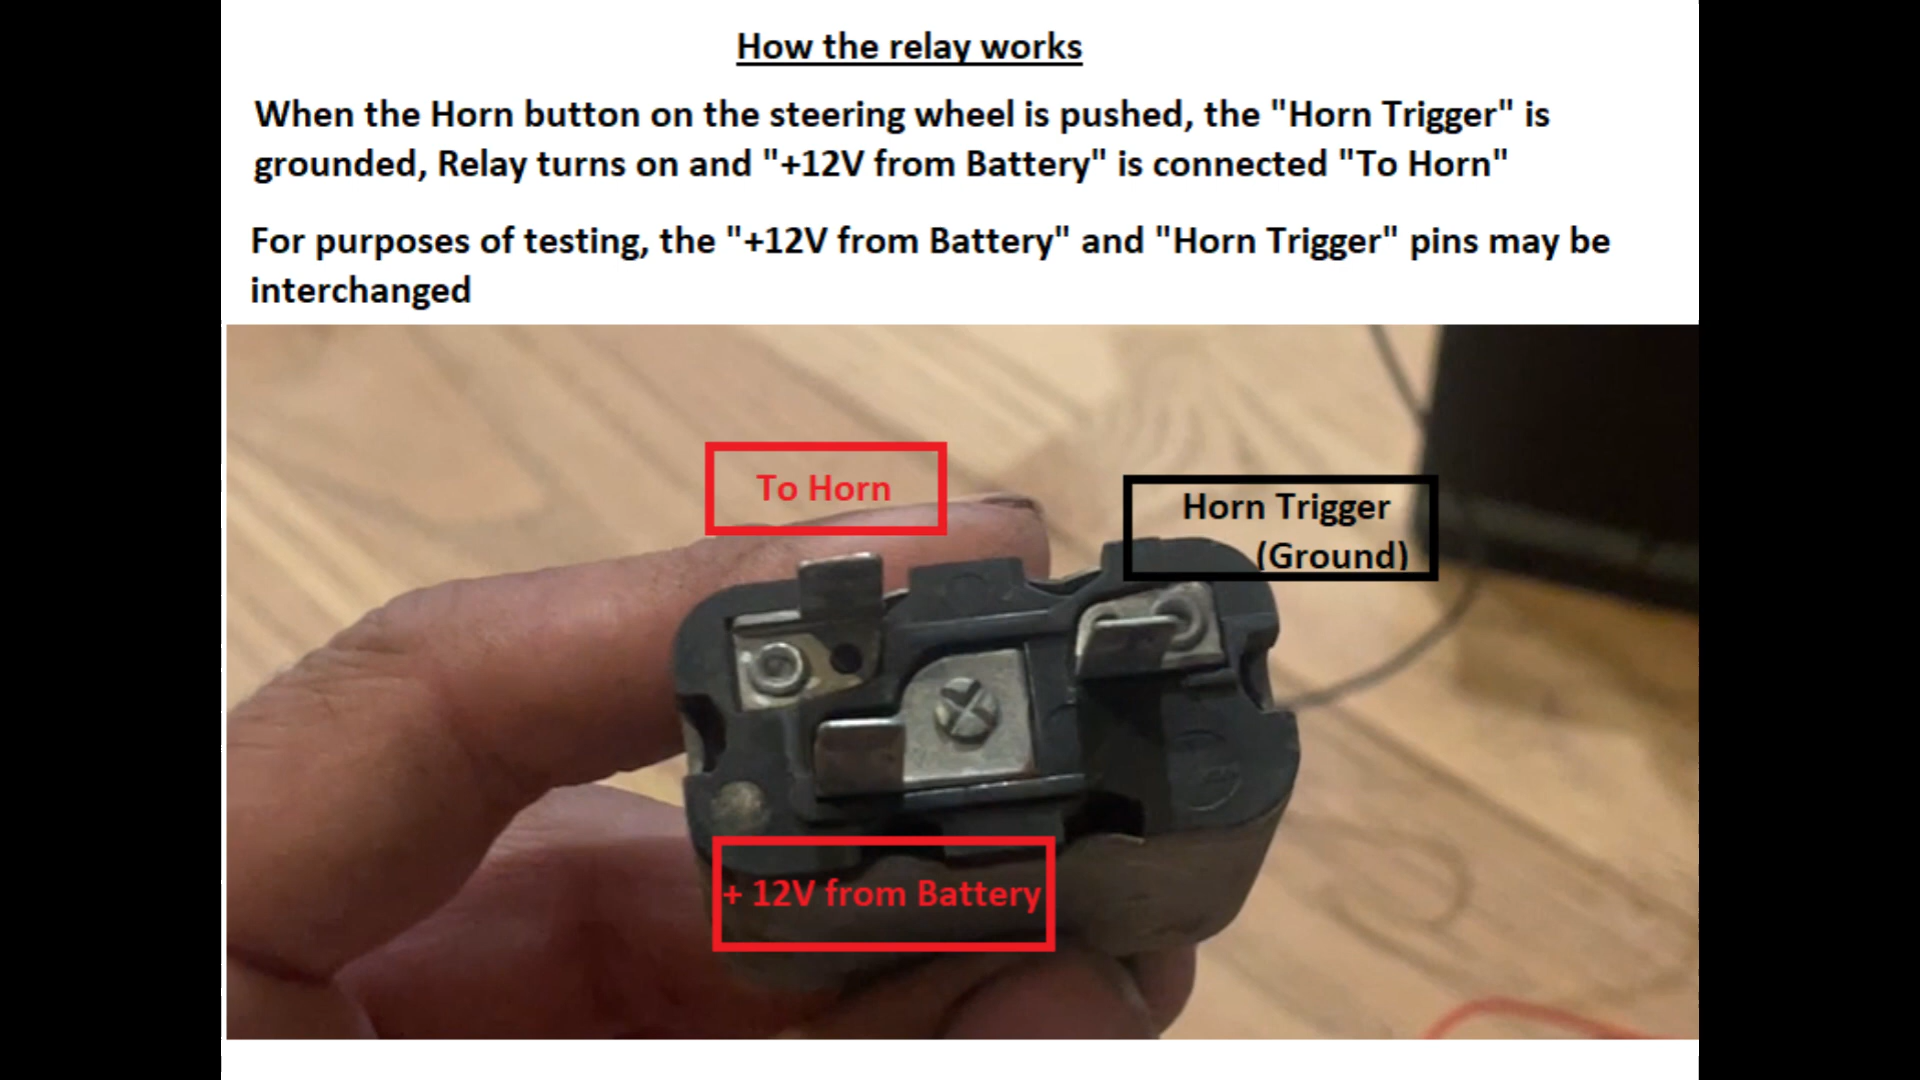 How the relay works
When the Horn button on the steering wheel is pushed, the "Horn Trigger" is
grounded, Relay turns on and "+12V from Battery" is connected "To Horn"
For purposes of testing, the "+12V from Battery" and "Horn Trigger" pins may be
interchanged
To Horn
Horn Trigger
(Ground)
+ 12V from Battery